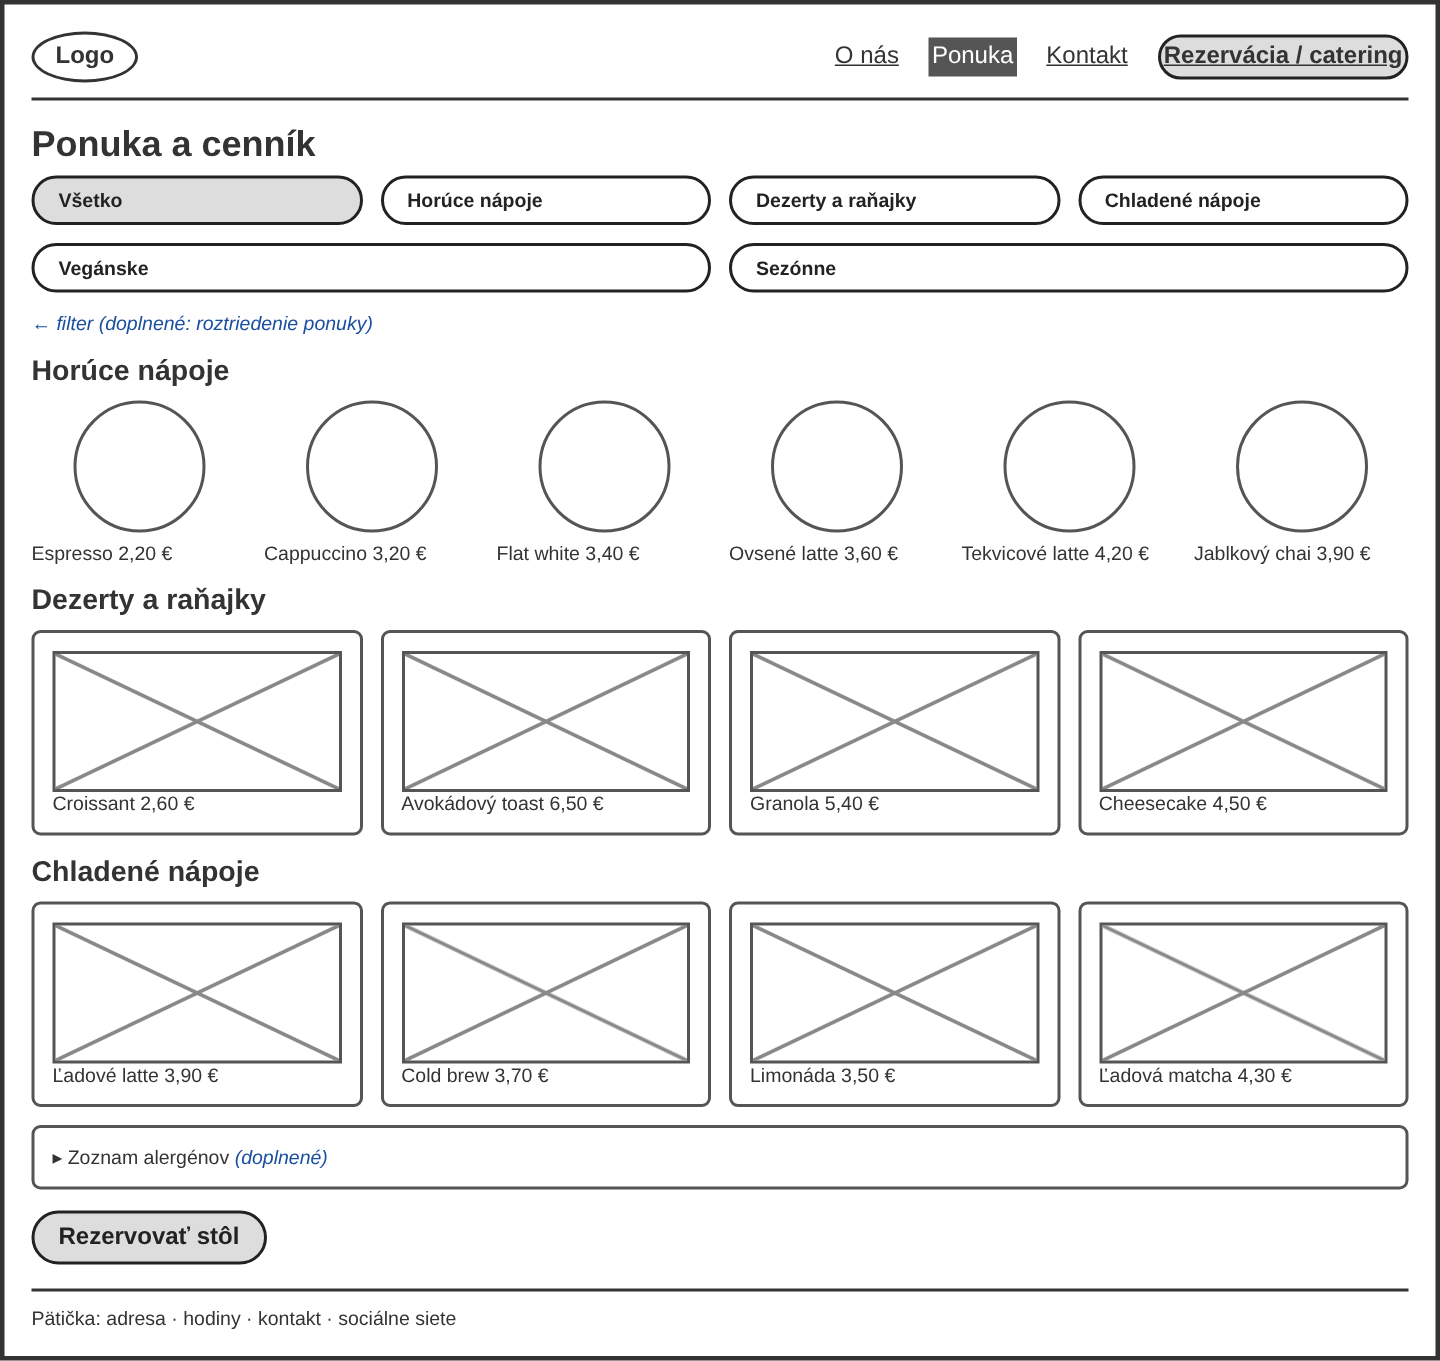 Logo O nás Ponuka Kontakt Rezervácia / catering
Ponuka a cenník
Všetko Horúce nápoje Dezerty a raňajky Chladené nápoje
Vegánske Sezónne
← filter (doplnené: roztriedenie ponuky)
Horúce nápoje
Espresso 2,20 € Cappuccino 3,20 € Flat white 3,40 € Ovsené latte 3,60 € Tekvicové latte 4,20 € Jablkový chai 3,90 €
Dezerty a raňajky
Croissant 2,60 € Avokádový toast 6,50 € Granola 5,40 € Cheesecake 4,50 €
Chladené nápoje
Ľadové latte 3,90 € Cold brew 3,70 € Limonáda 3,50 € Ľadová matcha 4,30 €
▸ Zoznam alergénov (doplnené)
Rezervovať stôl
Pätička: adresa · hodiny · kontakt · sociálne siete